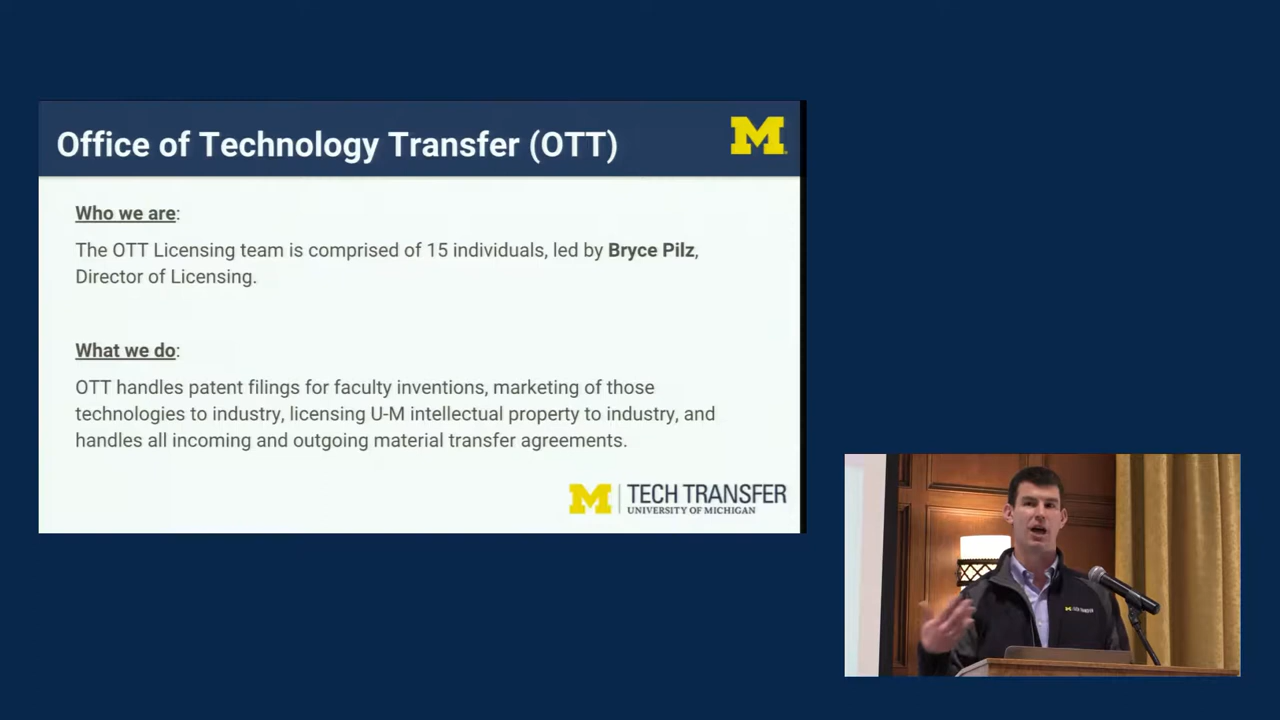 Office of Technology Transfer (OTT)
M
Who we are:
The OTT Licensing team is comprised of 15 individuals, led by Bryce Pilz,
Director of Licensing.
What we do:
OTT handles patent filings for faculty inventions, marketing of those
technologies to industry, licensing U-M intellectual property to industry, and
handles all incoming and outgoing material transfer agreements.
M TECH TRANSFER
UNIVERSITY OF MICHIGAN
M TECH TRANSFER